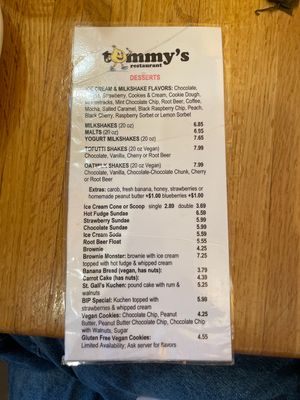 tommy's
restaurant
DESSERTS
ICE CREAM & MILKSHAKE FLAVORS: Chocolate,
Strawberry, Cookies & Cream, Cookie Dough,
Mint Chocolate Chip, Root Beer, Coffee,
Mocha, Salted Caramel, Black Raspberry Chip, Peach,
Black Cherry, Raspberry Sorbet or Lemon Sorbet
MILKSHAKES (20 oz) 6.85
MALTS (20 oz) 6.95
YOGURT MILKSHAKES (20 oz) 7.65
TOFUTTI SHAKES (20 oz Vegan) 7.99
Chocolate, Vanilla, Cherry or Root Beer
OATMILK SHAKES (20 oz Vegan) 7.99
Chocolate, Vanilla, Chocolate-Chocolate Chunk, Cherry
or Root Beer
Extras: carob, fresh banana, honey, strawberries or
homemade peanut butter +$1.00 blueberries +$1.00
Ice Cream Cone or Scoop single 2.89 double 3.69
Hot Fudge Sundae 6.59
Strawberry Sundae 5.99
Chocolate Sundae 5.99
Ice Cream Soda 5.99
Root Beer Float 5.55
Brownie 4.25
Brownie Monster: brownie with ice cream 7.25
topped with hot fudge & whipped cream
Banana Bread (vegan, has nuts): 3.79
Carrot Cake (has nuts): 4.39
St. Gall's Kuchen: pound cake with rum & 5.25
walnuts
BIP Special: Kuchen topped with 5.99
strawberries & whipped cream
Vegan Cookies: Chocolate Chip, Peanut 4.25
Butter, Peanut Butter Chocolate Chip, Chocolate Chip
with Walnuts, Sugar
Gluten Free Vegan Cookies: 4.55
Limited Availability; Ask server for flavors